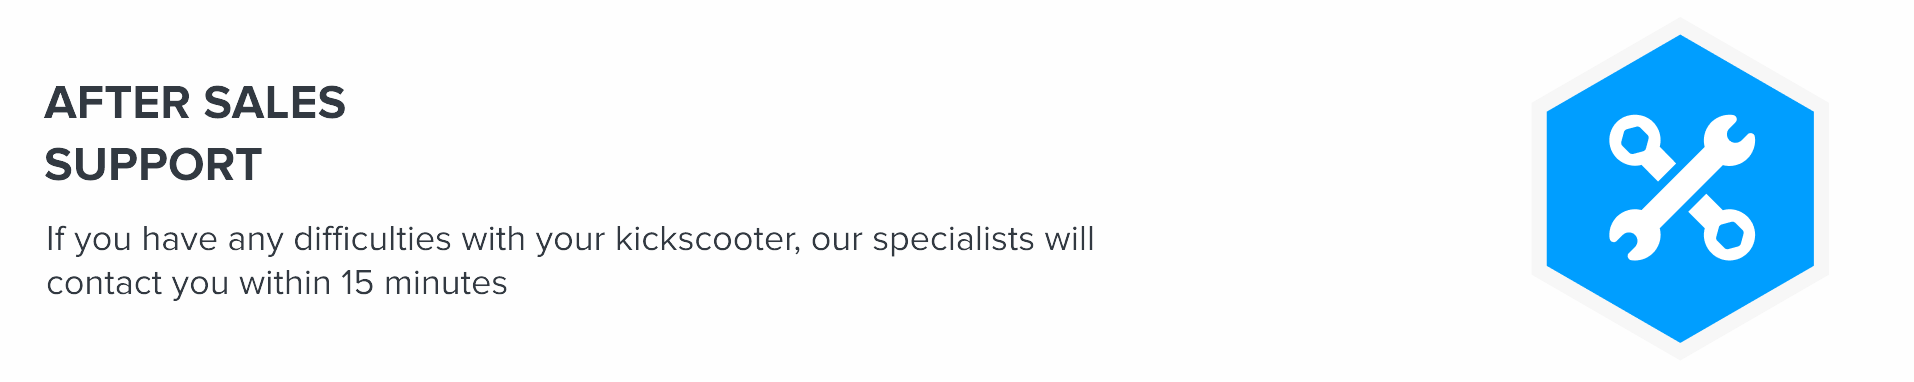 AFTER SALES
SUPPORT
If you have any difficulties with your kickscooter, our specialists will
contact you within 15 minutes